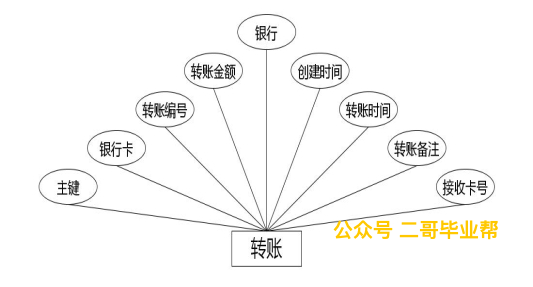 银行
转账金额
创建时间
转账编号
转账时间
银行卡
转账备注
主键
接收卡号
公众号 二哥毕业帮
转账